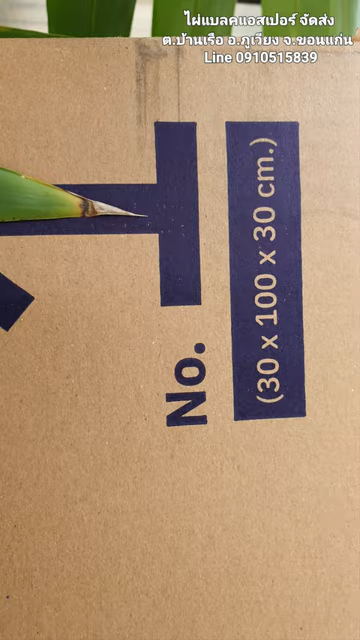 ไผ่แบลคแอสเปอร์ จัดส่ง
ต.บ้านเรือ อ.ภูเวียง จ.ขอนแก่น
Line 0910515839
No.
(30 x 100 x 30 cm.)